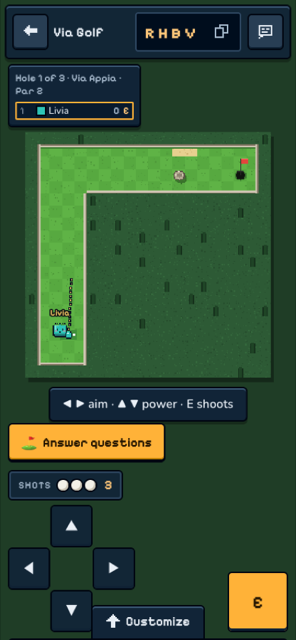 Via Golf
RHBV
Hole 1 of 3 · Via Appia ·
Par 2
1 Livia 0 €
Livia
◄ ► aim · ▲ ▼ power · E shoots
Answer questions
SHOTS 3
▲
◄ ►
▼
E
Customize